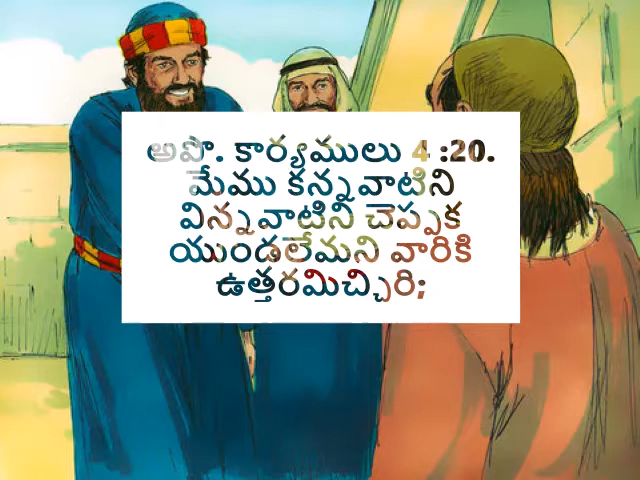 అపొ. కార్యములు 4 :20.
మేము కన్నవాటిని
విన్నవాటిని చెప్పక
యుండలేమని వారికి
ఉత్తరమిచ్చిరి;